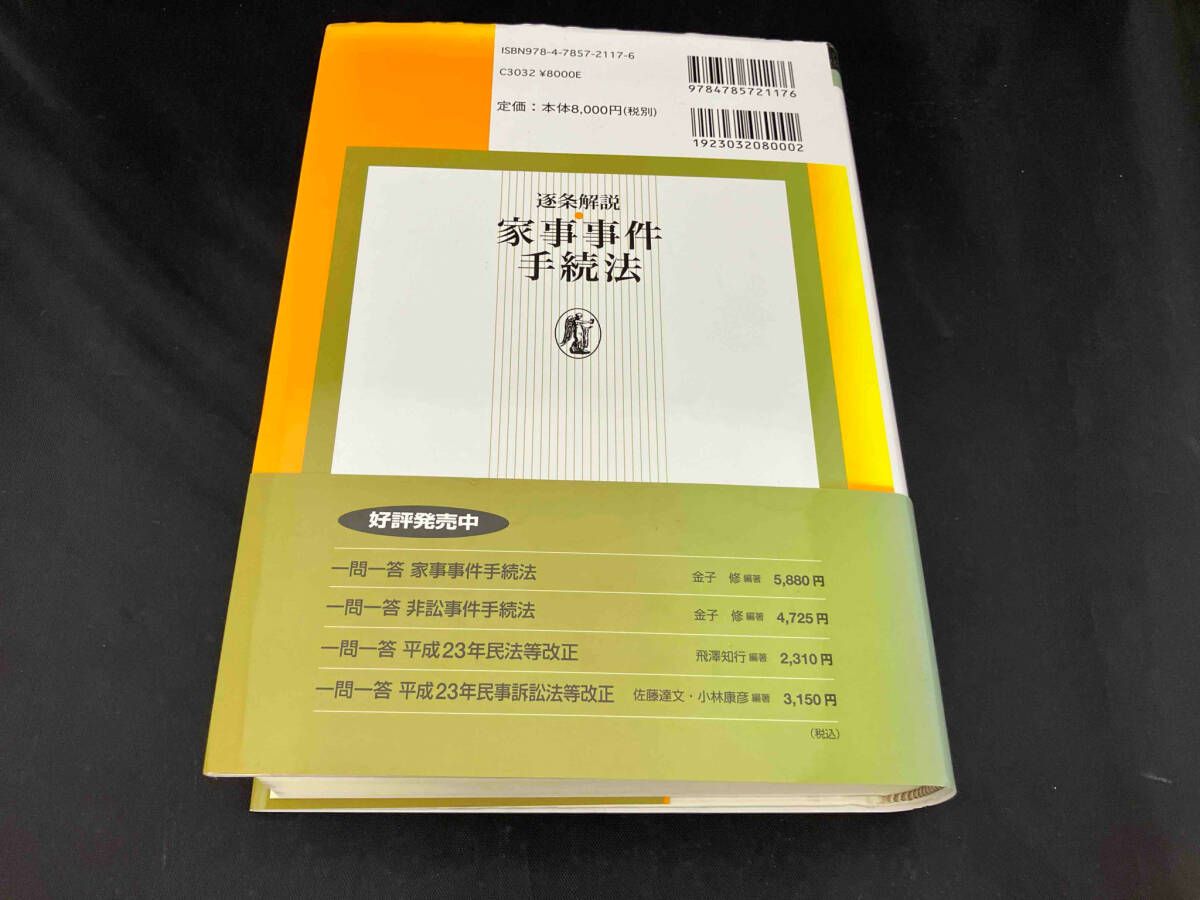 ISBN978-4-7857-2117-6
C3032 ¥8000E
定価：本体8,000円(税別)
9784785721176
1923032080002
逐条解説
家事事件
手続法
好評発売中
一問一答 家事事件手続法 金子 修 編著 5,880円
一問一答 非訟事件手続法 金子 修 編著 4,725円
一問一答 平成23年民法等改正 飛澤知行 編著 2,310円
一問一答 平成23年民事訴訟法等改正 佐藤達文・小林康彦 編著 3,150円
(税込)